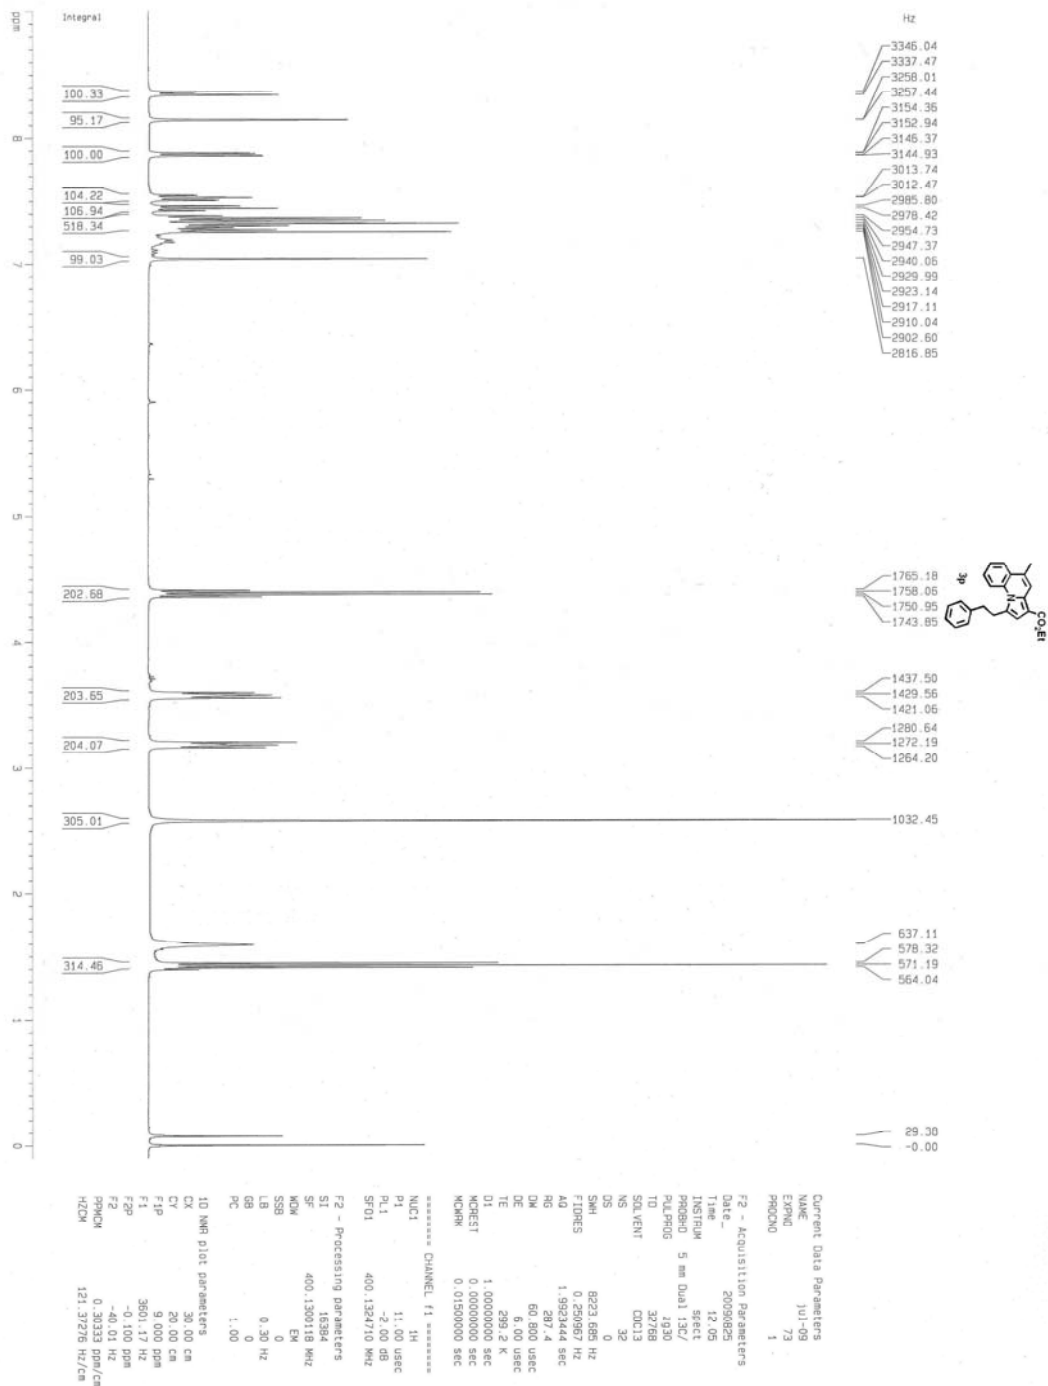 Integral
ppm
100.33
95.17
100.00
104.22
106.94
518.34
99.03
202.68
203.65
204.07
305.01
314.46
8
7
6
5
4
3
2
1
0
Hz
3346.04
3337.47
3258.01
3257.44
3154.36
3152.94
3146.37
3144.93
3013.74
3012.47
2985.80
2978.42
2954.73
2947.37
2940.06
2929.99
2923.14
2917.11
2910.04
2902.60
2816.85
1765.18
1758.06
1750.95
1743.85
1437.50
1429.56
1421.06
1280.64
1272.19
1264.20
1032.45
637.11
578.32
571.19
564.04
29.30
-0.00
N
CO2Et
3p
Current Data Parameters
NAME jul-09
EXPNO 73
PROCNO 1
F2 - Acquisition Parameters
Date_ 20090825
Time 12.05
INSTRUM spect
PROBHD 5 mm Dual 13C/
PULPROG zg30
TD 32768
SOLVENT CDCl3
NS 32
DS 0
SWH 8223.685 Hz
FIDRES 0.250967 Hz
AQ 1.9923444 sec
RG 287.4
DW 60.800 usec
DE 6.00 usec
TE 299.2 K
D1 1.00000000 sec
MCREST 0.00000000 sec
MCWRK 0.01500000 sec
======== CHANNEL f1 ========
NUC1 1H
P1 11.00 usec
PL1 -2.00 dB
SFO1 400.1324710 MHz
F2 - Processing parameters
SI 16384
SF 400.1300118 MHz
WDW EM
SSB 0
LB 0.30 Hz
GB 0
PC 1.00
1D NMR plot parameters
CX 30.00 cm
CY 20.00 cm
F1P 9.000 ppm
F1 3601.17 Hz
F2P -0.100 ppm
F2 -40.01 Hz
PPMCM 0.30333 ppm/cm
HZCM 121.37276 Hz/cm